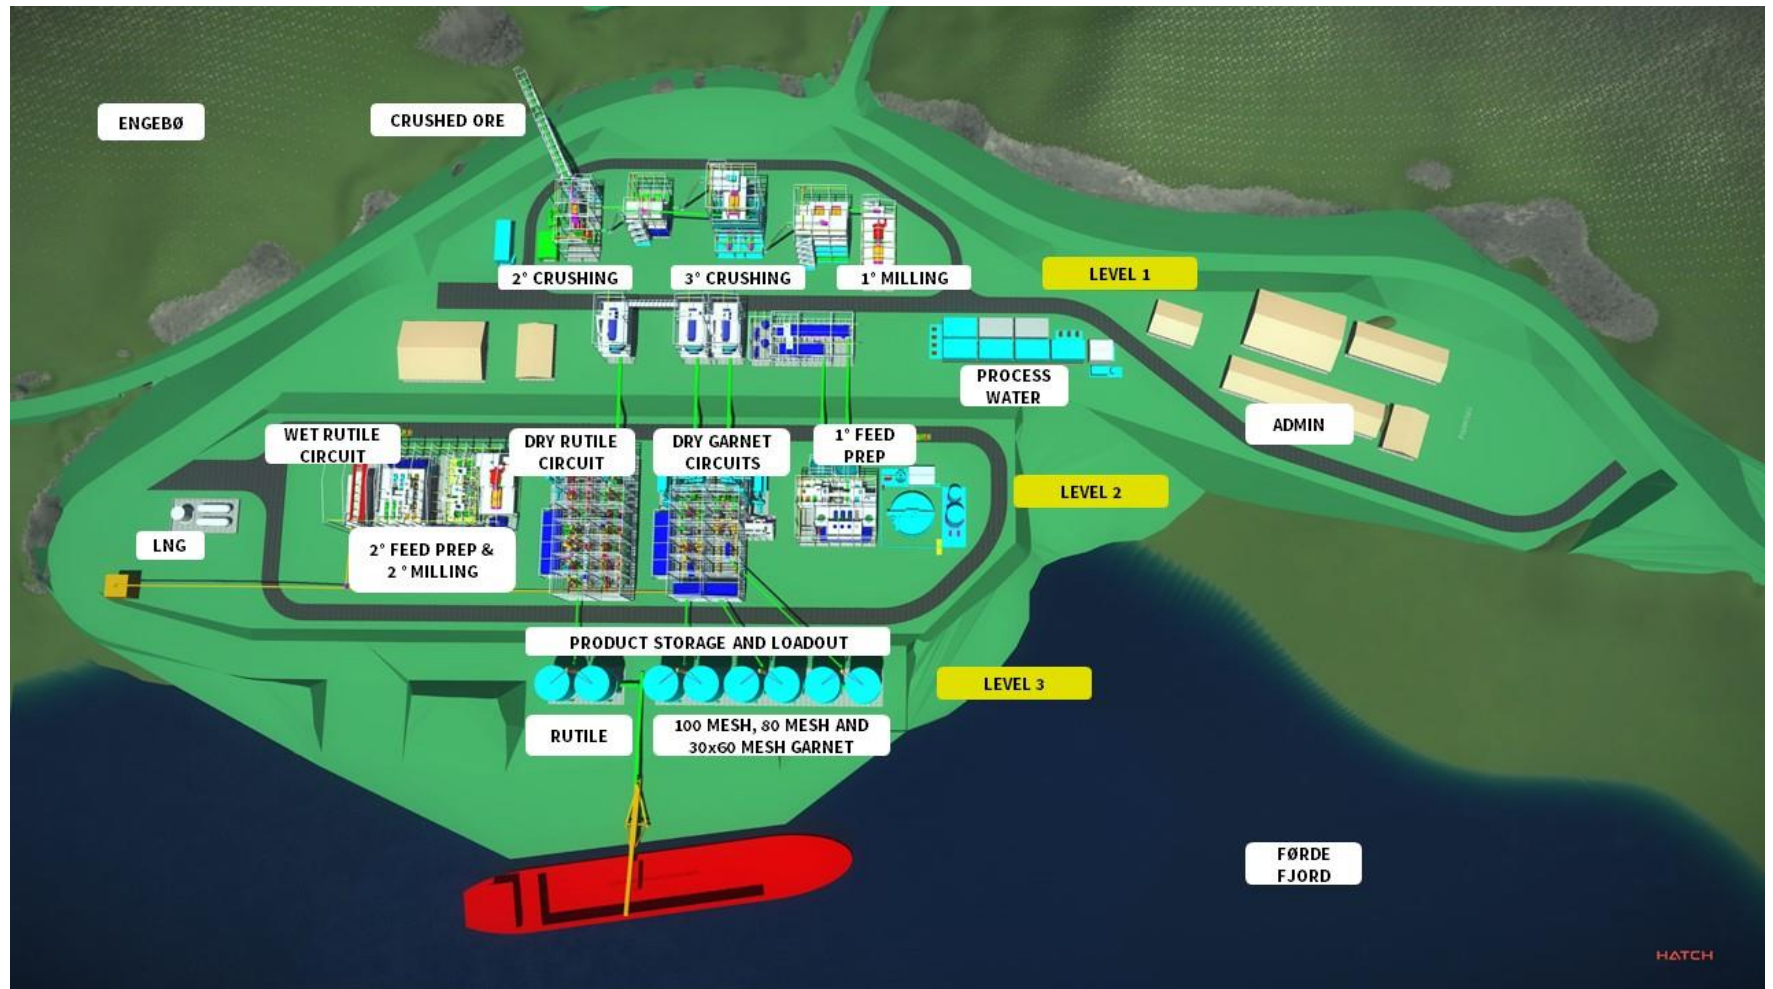 ENGEBØ
CRUSHED ORE
2° CRUSHING
3° CRUSHING
1° MILLING
LEVEL 1
PROCESS
WATER
ADMIN
WET RUTILE
CIRCUIT
DRY RUTILE
CIRCUIT
DRY GARNET
CIRCUITS
1° FEED
PREP
LEVEL 2
LNG
2° FEED PREP &
2 ° MILLING
PRODUCT STORAGE AND LOADOUT
LEVEL 3
RUTILE
100 MESH, 80 MESH AND
30x60 MESH GARNET
FØRDE
FJORD
HATCH